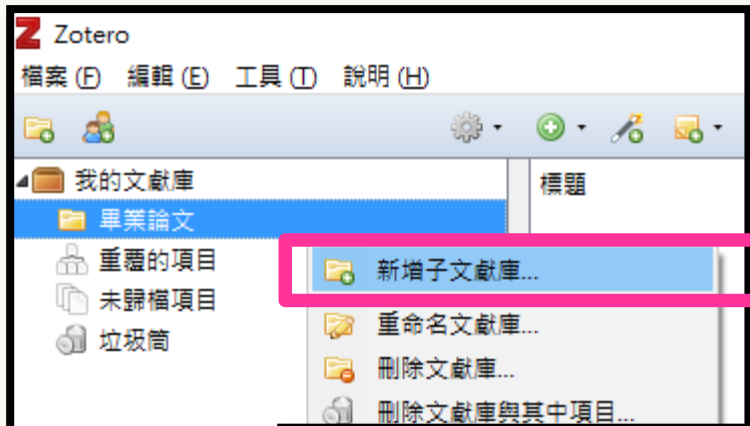 Zotero
檔案(F) 編輯(E) 工具(T) 說明(H)
我的文獻庫
標題
畢業論文
重覆的項目
新增子文獻庫...
未歸檔項目
重命名文獻庫...
垃圾筒
刪除文獻庫...
刪除文獻庫與其中項目...